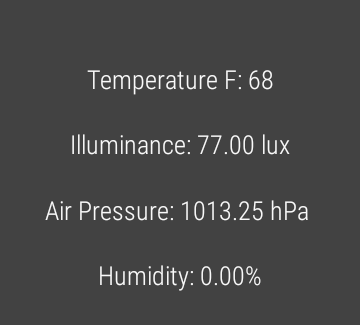 Temperature F: 68
Illuminance: 77.00 lux
Air Pressure: 1013.25 hPa
Humidity: 0.00%